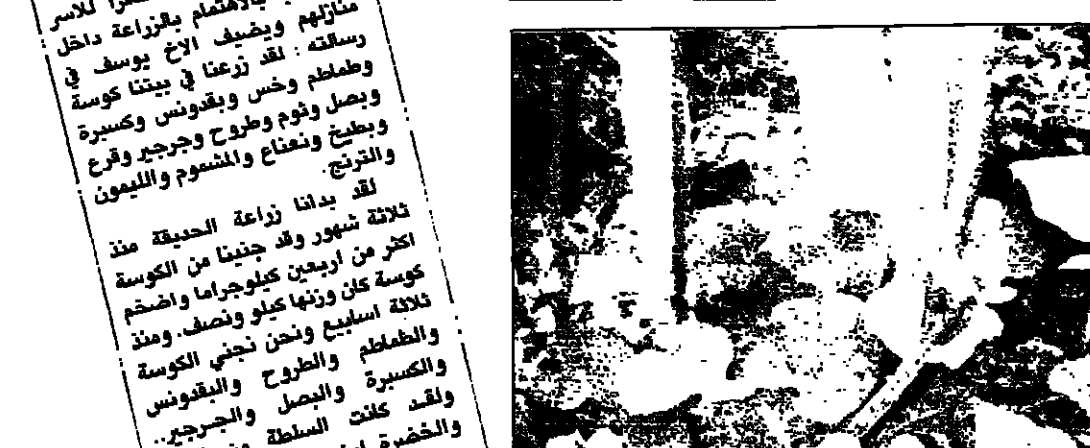 للاسر
بالاهتمام بالزراعة داخل
منازلهم ويضيف الاخ يوسف في
رسالته : لقد زرعنا في بيتنا كوسة
وطماطم وخس وبقدونس وكسبرة
وبصل وثوم وطروح وجرجير وقرع
وبطيخ ونعناع والمشموم والليمون
والترنج.
لقد بدانا زراعة الحديقة منذ
ثلاثة شهور وقد جنينا من الكوسة
اكثر من اربعين كيلوجراما واضخم
كوسة كان وزنها كيلو ونصف. ومنذ
ثلاثة اسابيع ونحن نجني الكوسة
والطماطم والطروح والبقدونس
والكسبرة والبصل والجرجير..
ولقد كانت السلطة
والخضرة